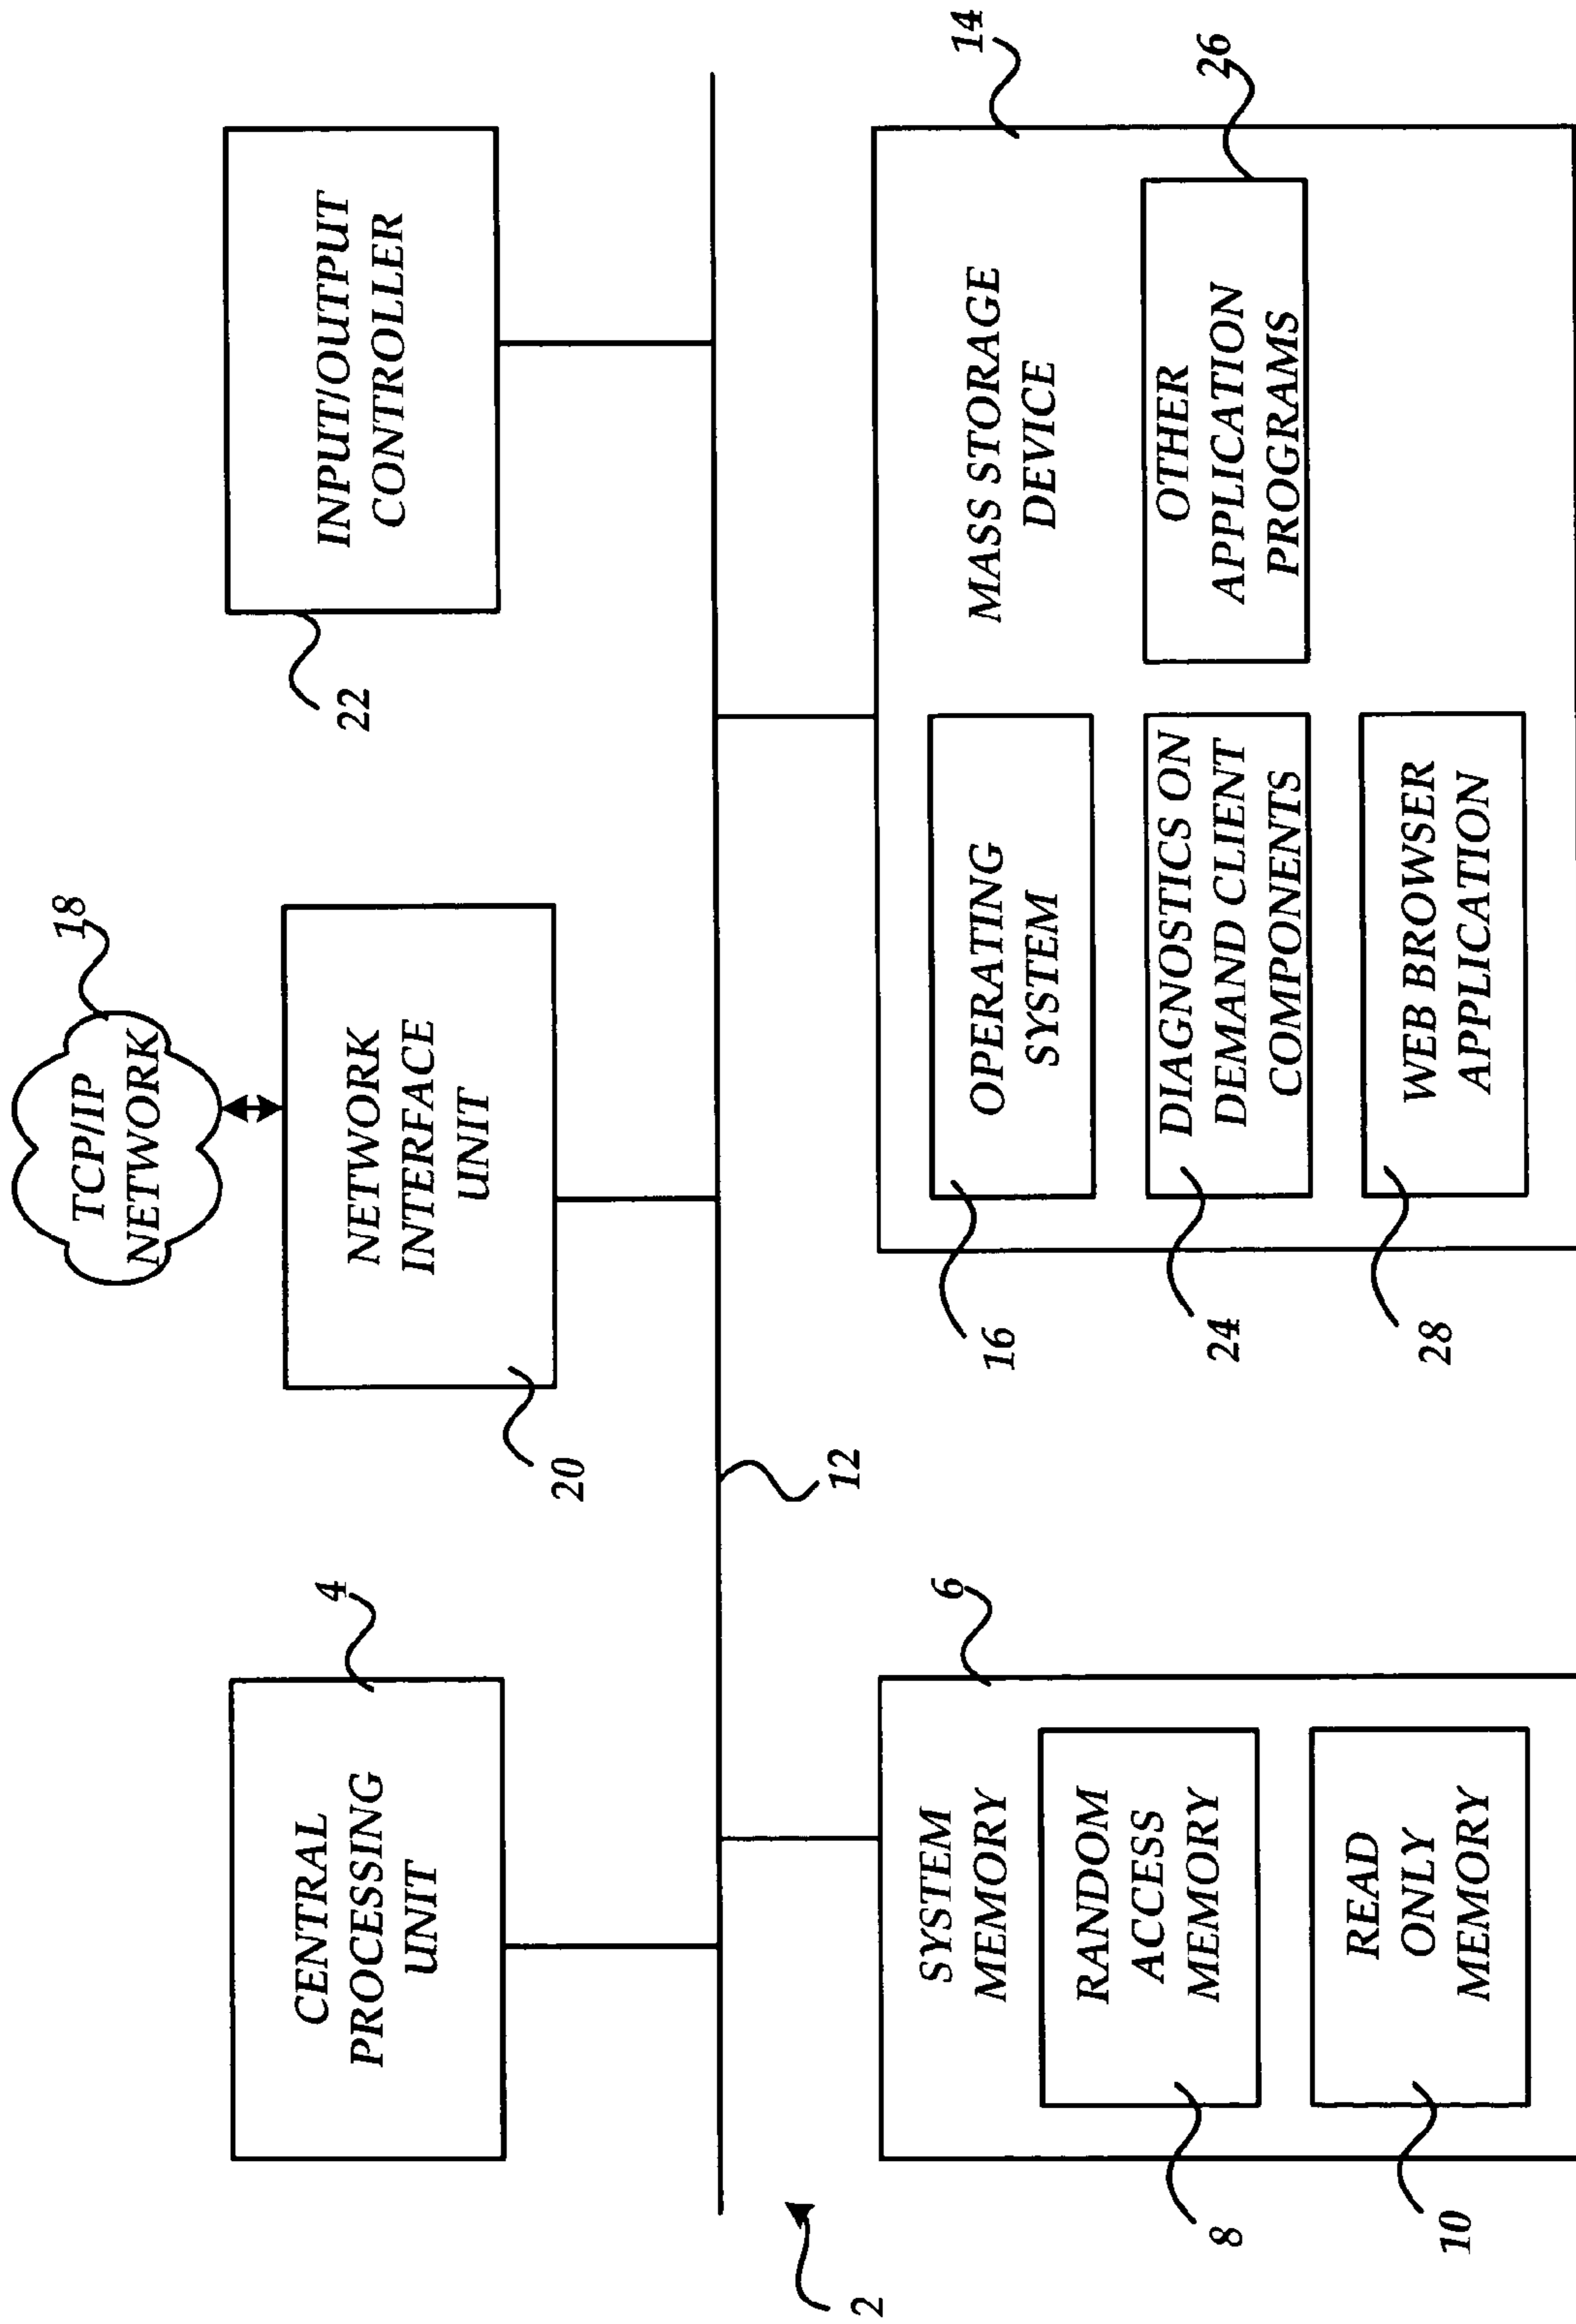 TCP/IP
NETWORK
18
CENTRAL
PROCESSING
UNIT
4
NETWORK
INTERFACE
UNIT
20
INPUT/OUTPUT
CONTROLLER
22
12
2
SYSTEM
MEMORY
6
RANDOM
ACCESS
MEMORY
8
READ
ONLY
MEMORY
10
MASS STORAGE
DEVICE
14
OPERATING
SYSTEM
16
DIAGNOSTICS ON
DEMAND CLIENT
COMPONENTS
24
OTHER
APPLICATION
PROGRAMS
26
WEB BROWSER
APPLICATION
28